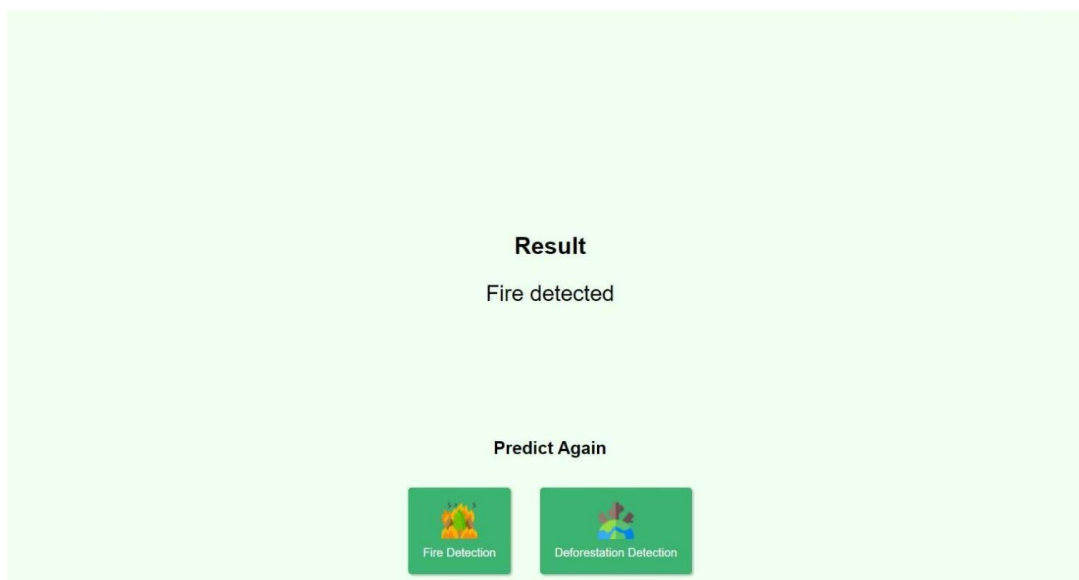 Result
Fire detected
Predict Again
Fire Detection
Deforestation Detection